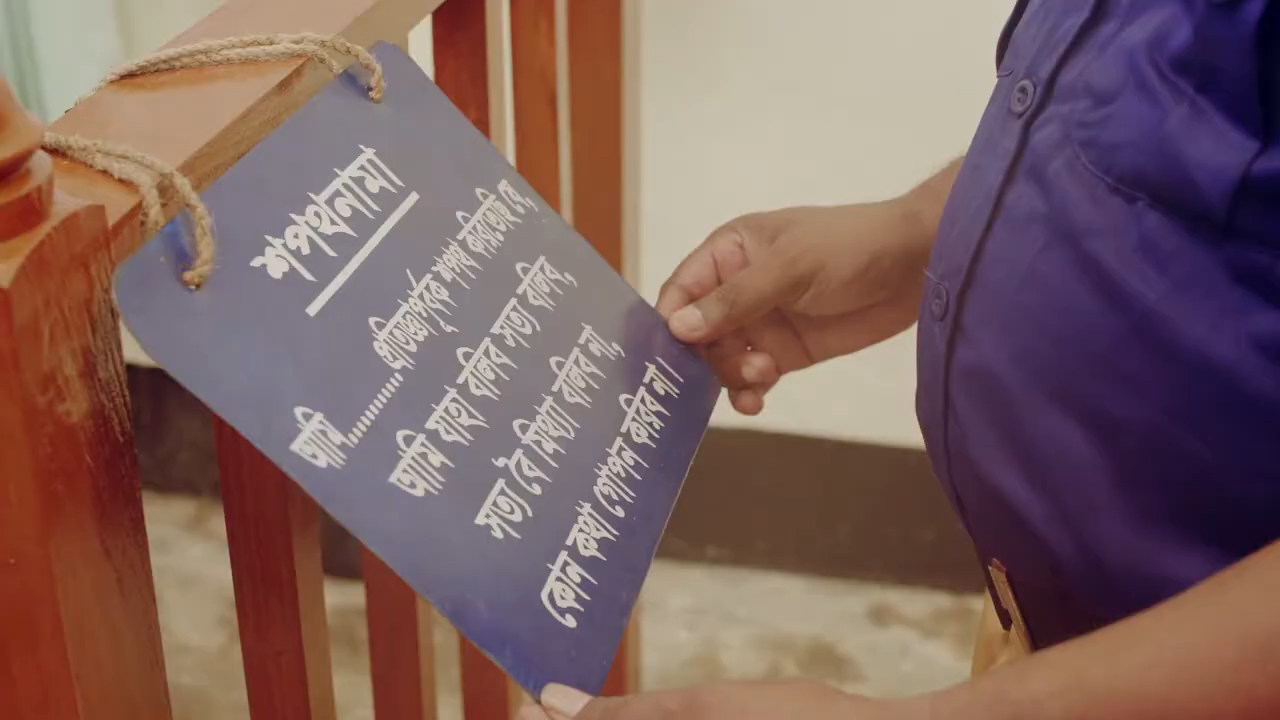 শপথনামা
আমি.............প্রতিজ্ঞাপূর্বক শপথ করিতেছি যে,
আমি যাহা বলিব সত্য বলিব,
সত্য বৈ মিথ্যা বলিব না,
কোন কথা গোপন করিব না।